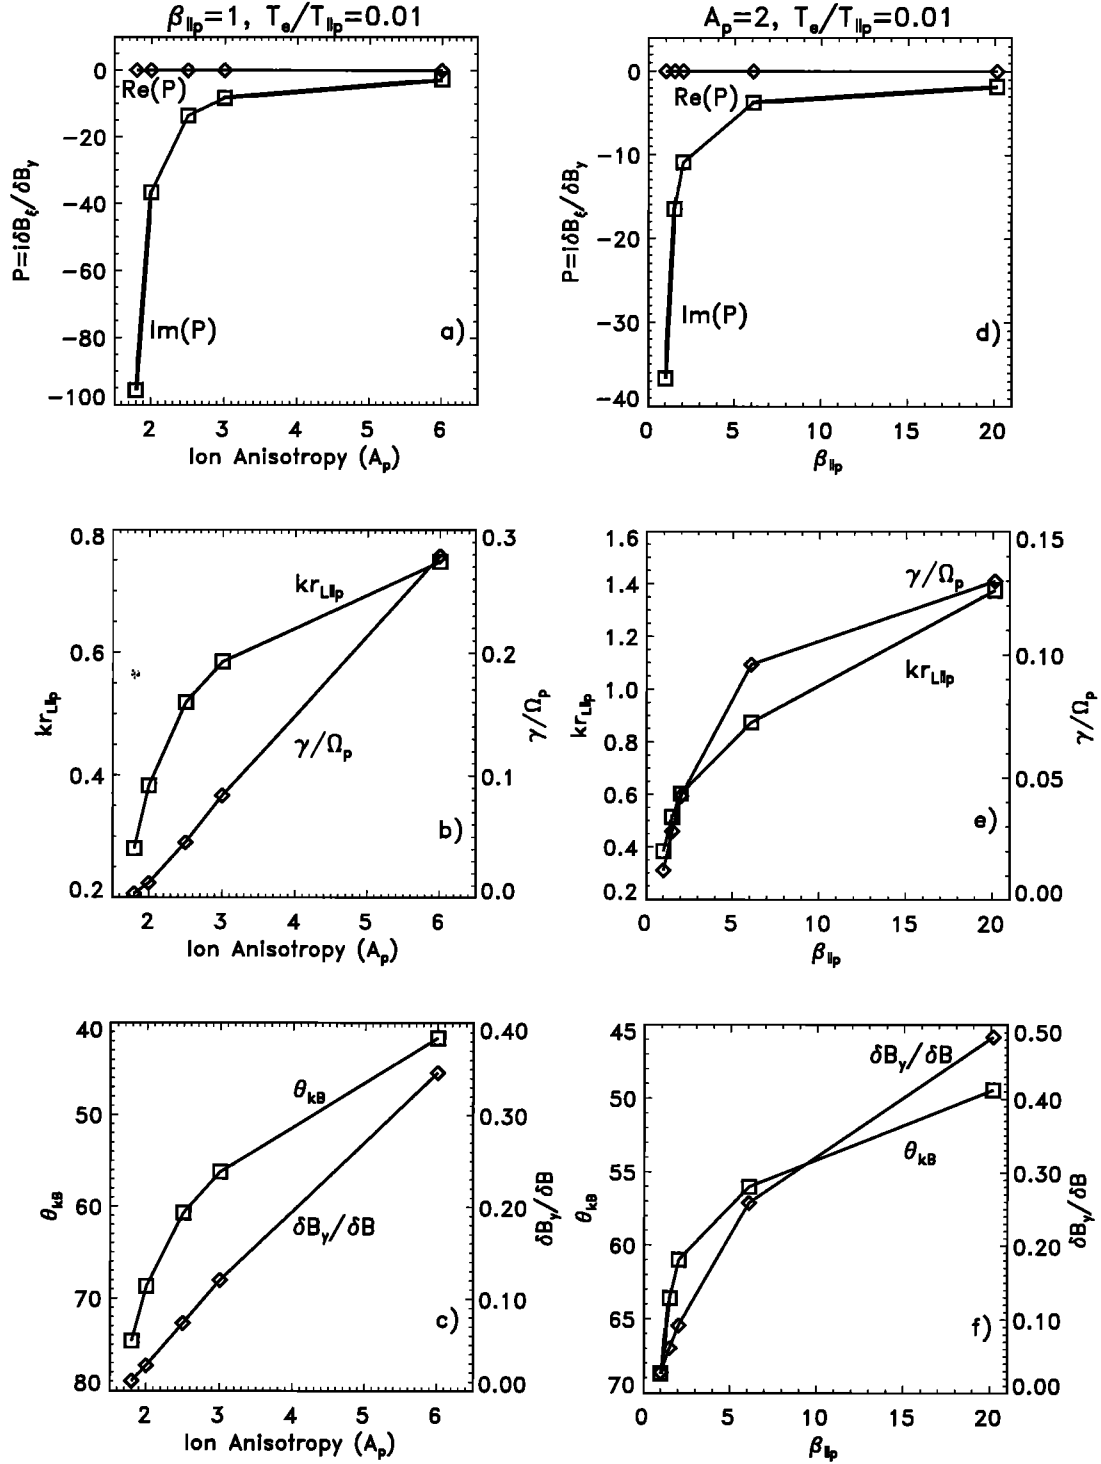 β∥p=1, Te/T∥p=0.01
P=iδBξ/δBy
0
−20
−40
−60
−80
−100
Re(P)
Im(P)
a)
2 3 4 5 6
Ion Anisotropy (Ap)
Ap=2, Te/T∥p=0.01
P=iδBξ/δBy
0
−10
−20
−30
−40
Re(P)
Im(P)
d)
0 5 10 15 20
β∥p
kr_L∥p
0.8
0.6
0.4
0.2
kr_L∥p
γ/Ωp
b)
0.3
0.2
0.1
0.0
γ/Ωp
2 3 4 5 6
Ion Anisotropy (Ap)
kr_L∥p
1.6
1.4
1.2
1.0
0.8
0.6
0.4
0.2
γ/Ωp
kr_L∥p
e)
0.15
0.10
0.05
0.00
γ/Ωp
0 5 10 15 20
β∥p
θkB
40
50
60
70
80
θkB
δBy/δB
c)
0.40
0.30
0.20
0.10
0.00
δBy/δB
2 3 4 5 6
Ion Anisotropy (Ap)
θkB
45
50
55
60
65
70
δBy/δB
θkB
f)
0.50
0.40
0.30
0.20
0.10
0.00
δBy/δB
0 5 10 15 20
β∥p